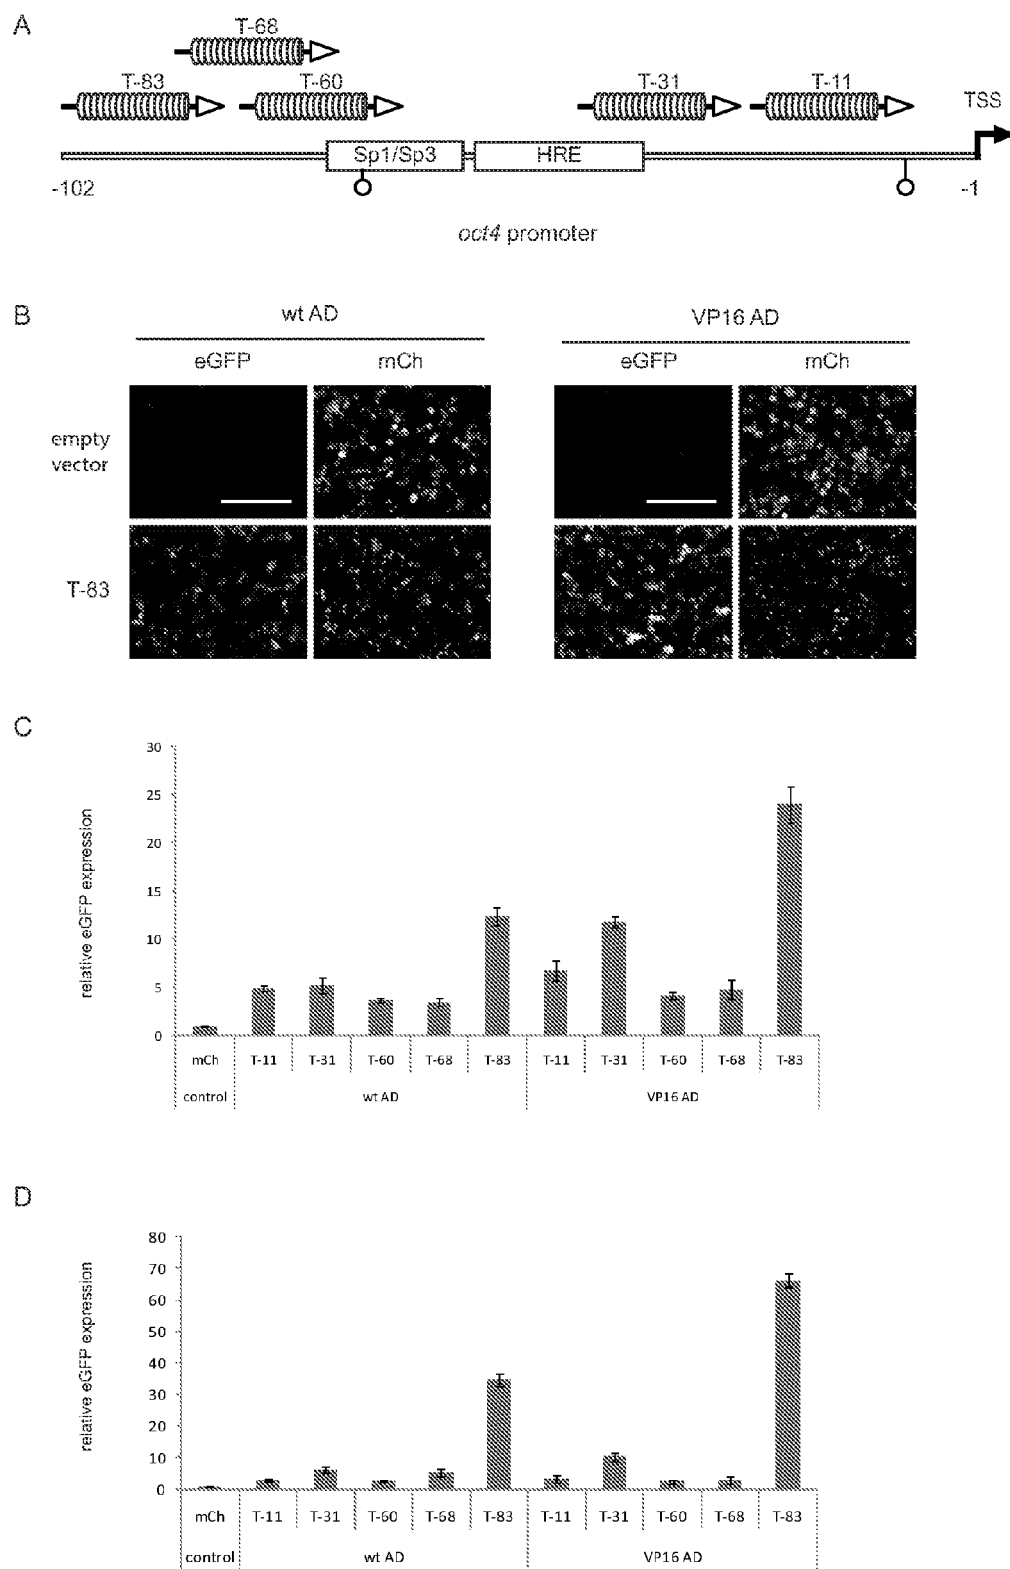 A
T-68
T-83
T-60
T-31
T-11
TSS
Sp1/Sp3
HRE
-102
-1
oct4 promoter
B
wt AD
VP16 AD
eGFP
mCh
eGFP
mCh
empty
vector
T-83
C
30
25
20
15
10
5
0
relative eGFP expression
mCh
T-11
T-31
T-60
T-68
T-83
T-11
T-31
T-60
T-68
T-83
control
wt AD
VP16 AD
D
80
70
60
50
40
30
20
10
0
relative eGFP expression
mCh
T-11
T-31
T-60
T-68
T-83
T-11
T-31
T-60
T-68
T-83
control
wt AD
VP16 AD